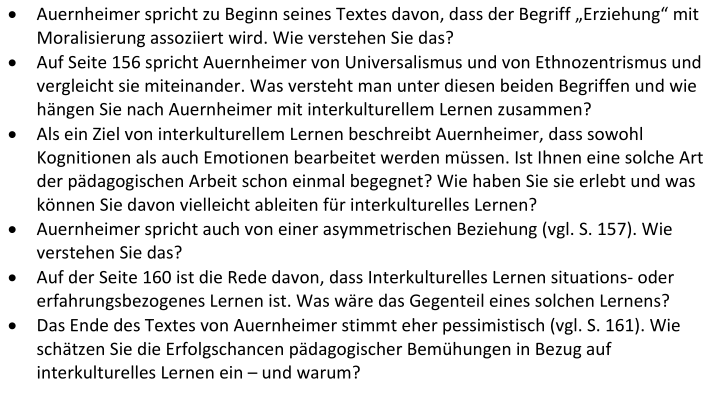 • Auernheimer spricht zu Beginn seines Textes davon, dass der Begriff „Erziehung“ mit
Moralisierung assoziiert wird. Wie verstehen Sie das?
• Auf Seite 156 spricht Auernheimer von Universalismus und von Ethnozentrismus und
vergleicht sie miteinander. Was versteht man unter diesen beiden Begriffen und wie
hängen Sie nach Auernheimer mit interkulturellem Lernen zusammen?
• Als ein Ziel von interkulturellem Lernen beschreibt Auernheimer, dass sowohl
Kognitionen als auch Emotionen bearbeitet werden müssen. Ist Ihnen eine solche Art
der pädagogischen Arbeit schon einmal begegnet? Wie haben Sie sie erlebt und was
können Sie davon vielleicht ableiten für interkulturelles Lernen?
• Auernheimer spricht auch von einer asymmetrischen Beziehung (vgl. S. 157). Wie
verstehen Sie das?
• Auf der Seite 160 ist die Rede davon, dass Interkulturelles Lernen situations- oder
erfahrungsbezogenes Lernen ist. Was wäre das Gegenteil eines solchen Lernens?
• Das Ende des Textes von Auernheimer stimmt eher pessimistisch (vgl. S. 161). Wie
schätzen Sie die Erfolgschancen pädagogischer Bemühungen in Bezug auf
interkulturelles Lernen ein – und warum?